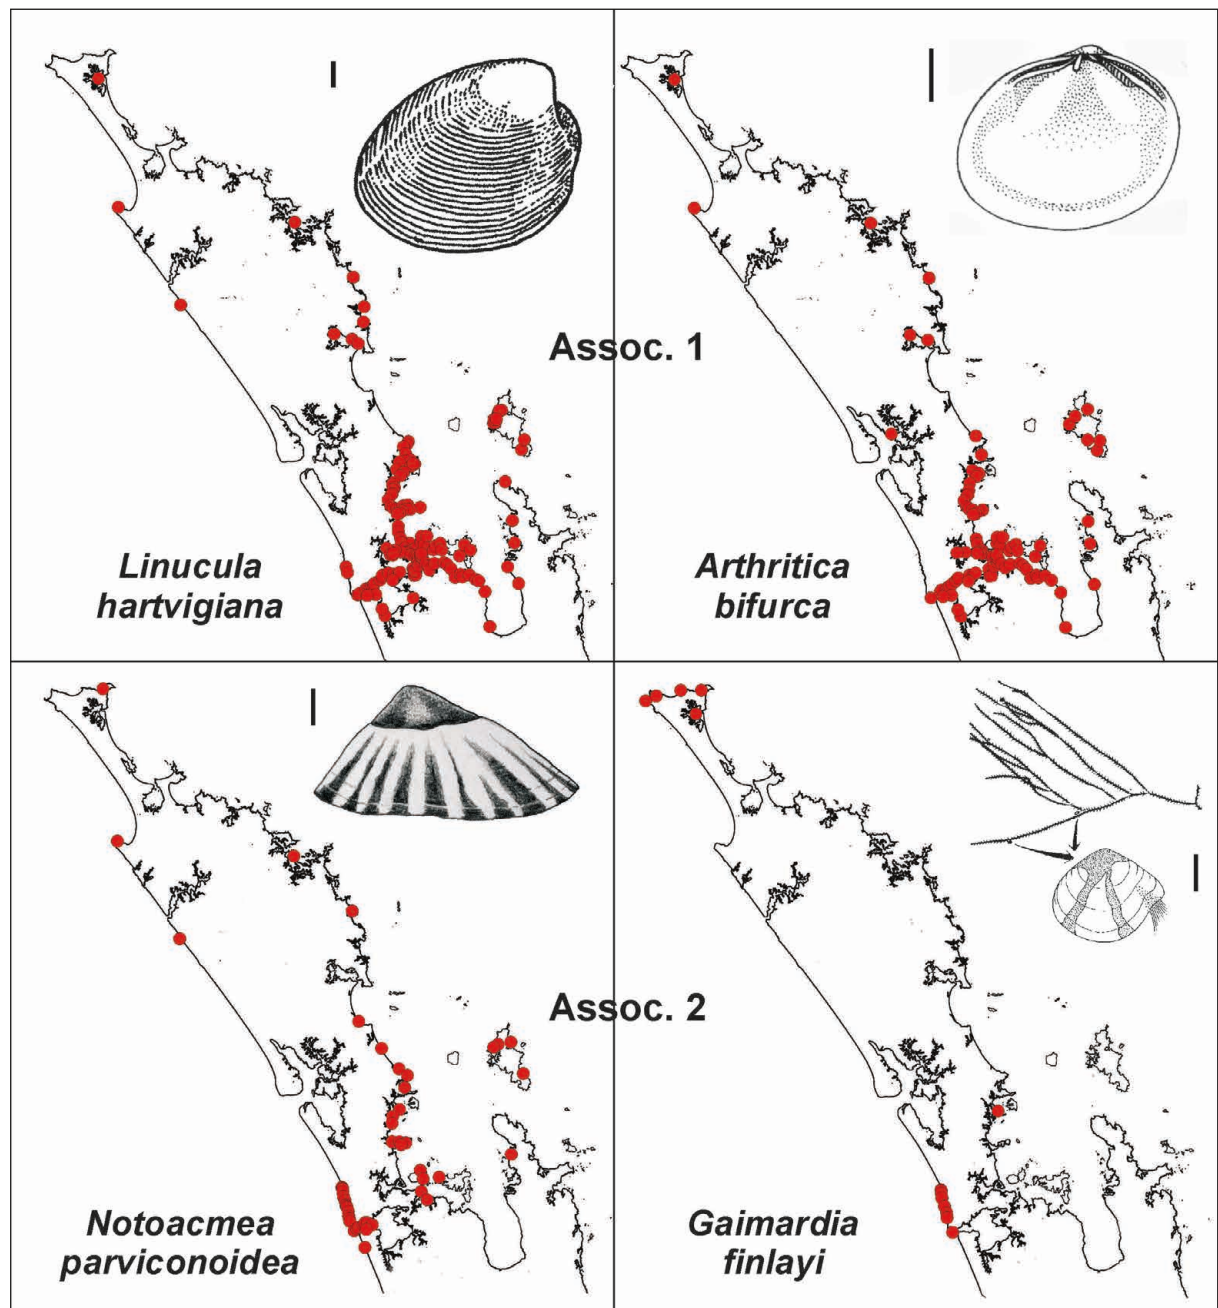 Assoc. 1
Linucula
hartvigiana
Arthritica
bifurca
Assoc. 2
Notoacmea
parviconoidea
Gaimardia
finlayi